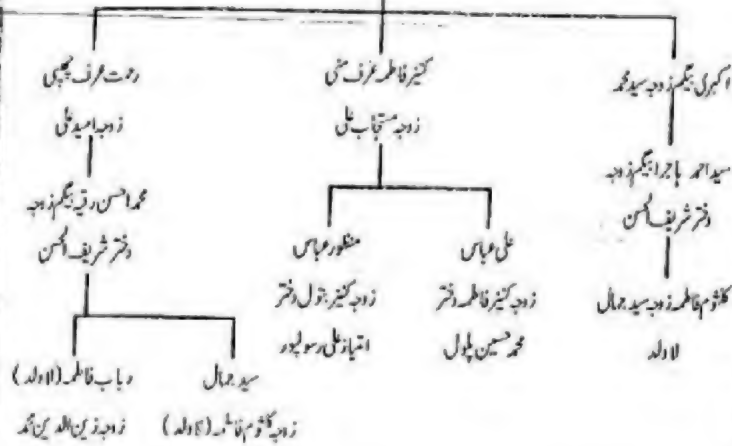 اکبری بیگم زوجہ سید محمد
سید احمد ہاجرا بیگم زوجہ
دختر شریف الحسن
کلثوم فاطمہ زوجہ سید جمال
لاولد
کنیز فاطمہ عرف منی
زوجہ مستجاب علی
علی عباس
زوجہ کنیز فاطمہ دختر
محمد حسین پلول
منظور عباس
زوجہ کنیز بتول دختر
امتیاز علی رسولپور
رحمت عرف چھپی
زوجہ امید علی
محمد احسن رقیہ بیگم زوجہ
دختر شریف الحسن
سید جمال
زوجہ کلثوم فاطمہ (لاولد)
رباب فاطمہ (لاولد)
زوجہ زین الدین محمد